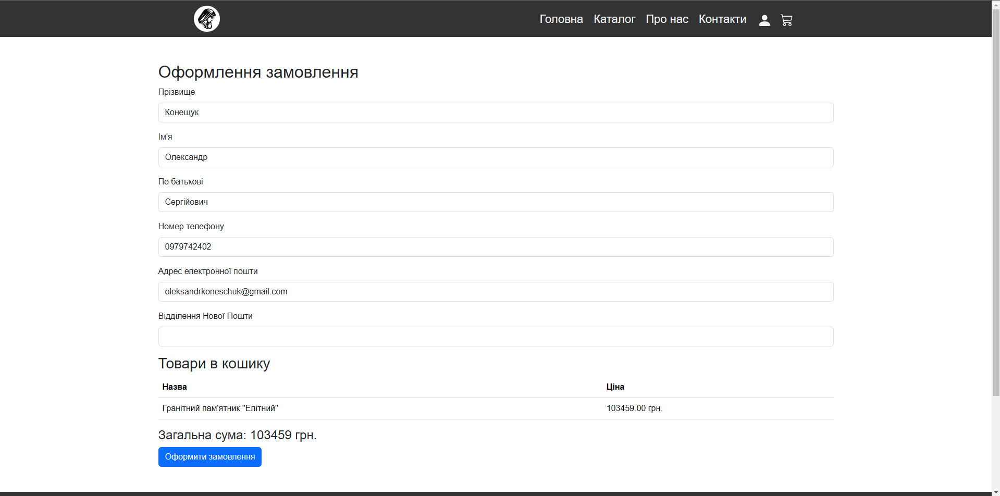 Головна Каталог Про нас Контакти
Оформлення замовлення
Прізвище
Конещук
Ім'я
Олександр
По батькові
Сергійович
Номер телефону
0979742402
Адрес електронної пошти
oleksandrkoneschuk@gmail.com
Відділення Нової Пошти
Товари в кошику
Назва Ціна
Гранітний пам'ятник "Елітний" 103459.00 грн.
Загальна сума: 103459 грн.
Оформити замовлення